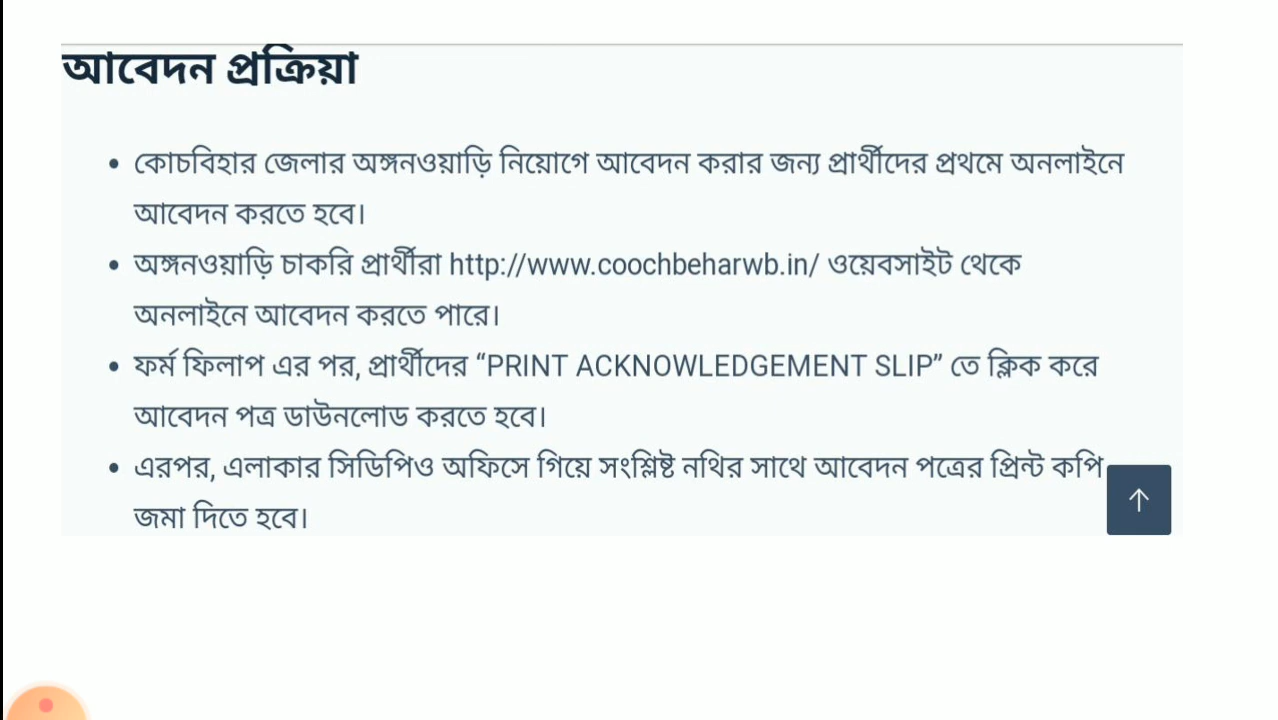 আবেদন প্রক্রিয়া
• কোচবিহার জেলার অঙ্গনওয়াড়ি নিয়োগে আবেদন করার জন্য প্রার্থীদের প্রথমে অনলাইনে
আবেদন করতে হবে।
• অঙ্গনওয়াড়ি চাকরি প্রার্থীরা http://www.coochbeharwb.in/ ওয়েবসাইট থেকে
অনলাইনে আবেদন করতে পারে।
• ফর্ম ফিলাপ এর পর, প্রার্থীদের “PRINT ACKNOWLEDGEMENT SLIP” তে ক্লিক করে
আবেদন পত্র ডাউনলোড করতে হবে।
• এরপর, এলাকার সিডিপিও অফিসে গিয়ে সংশ্লিষ্ট নথির সাথে আবেদন পত্রের প্রিন্ট কপি
জমা দিতে হবে।